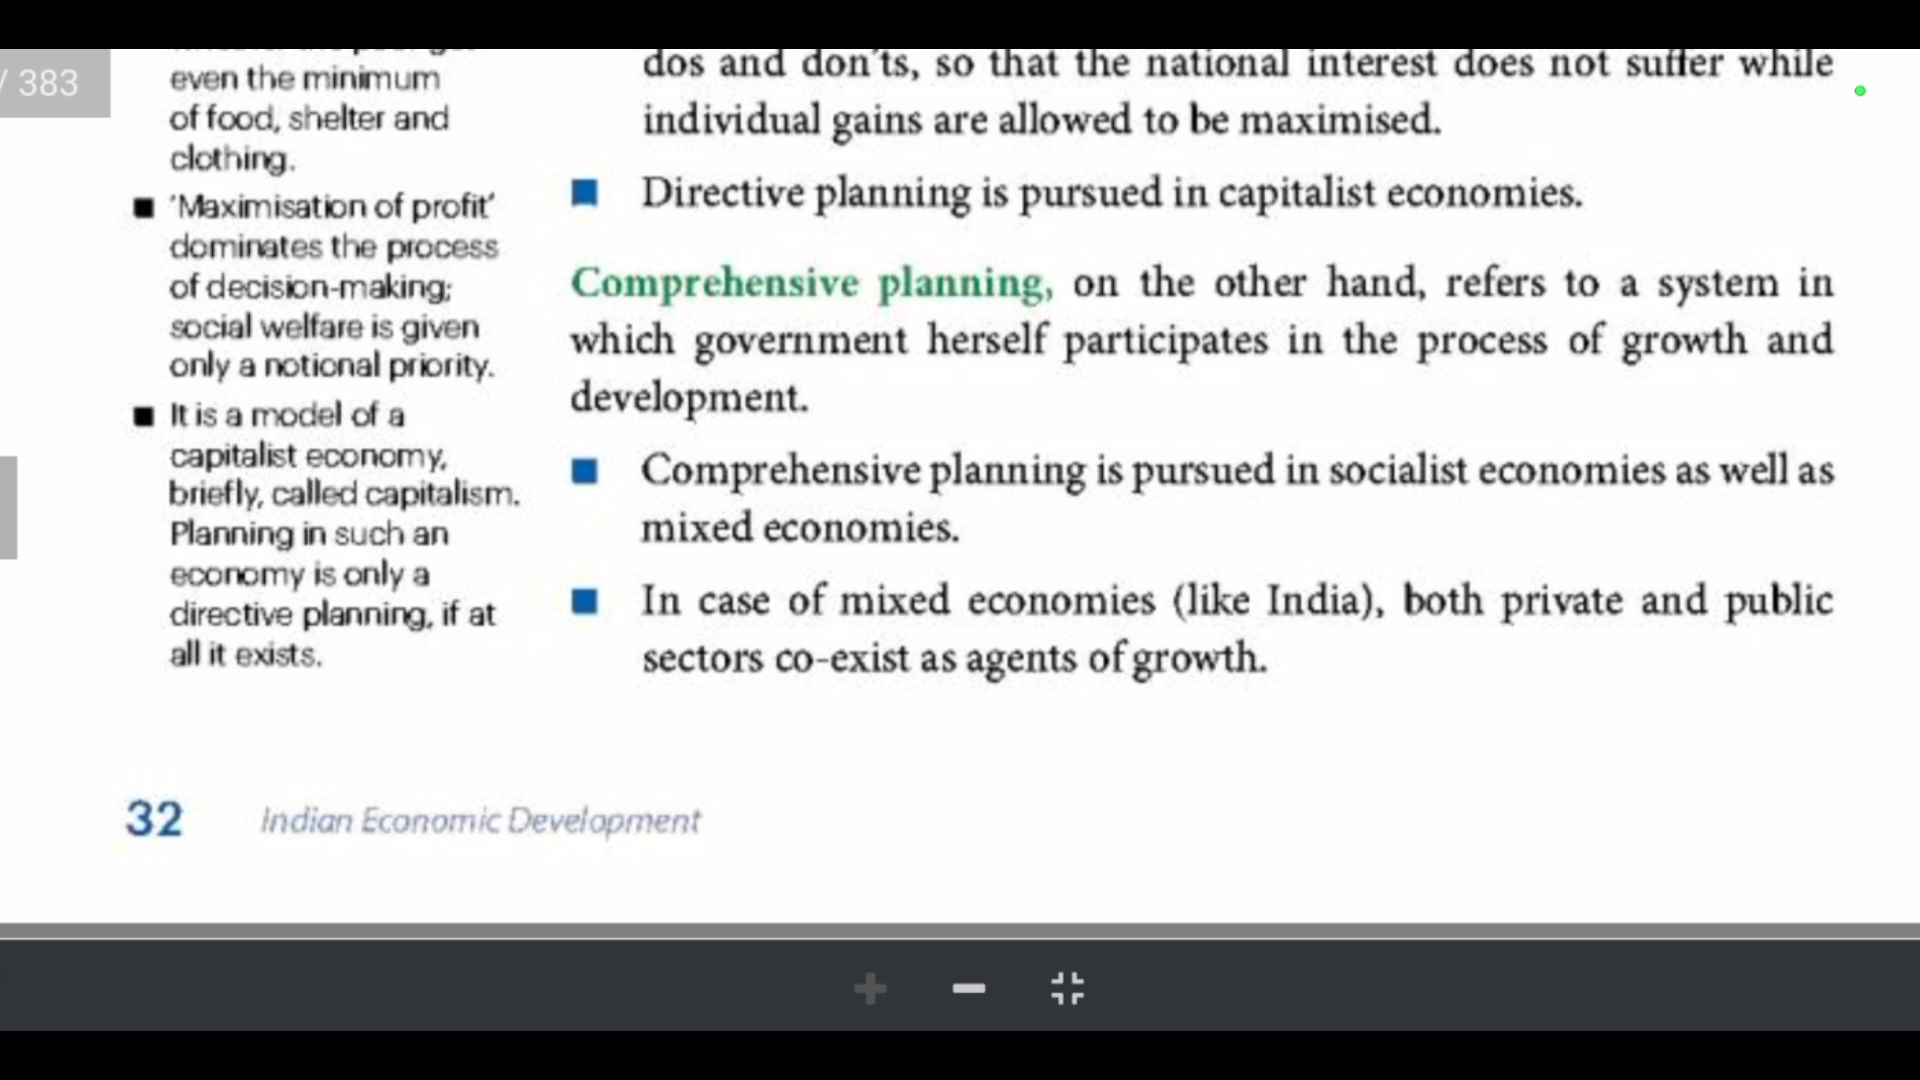 / 383
even the minimum
of food, shelter and
clothing.
■ ‘Maximisation of profit’
dominates the process
of decision-making;
social welfare is given
only a notional priority.
■ It is a model of a
capitalist economy,
briefly, called capitalism.
Planning in such an
economy is only a
directive planning, if at
all it exists.
dos and don’ts, so that the national interest does not suffer while
individual gains are allowed to be maximised.
■ Directive planning is pursued in capitalist economies.
Comprehensive planning, on the other hand, refers to a system in
which government herself participates in the process of growth and
development.
■ Comprehensive planning is pursued in socialist economies as well as
mixed economies.
■ In case of mixed economies (like India), both private and public
sectors co-exist as agents of growth.
32 Indian Economic Development